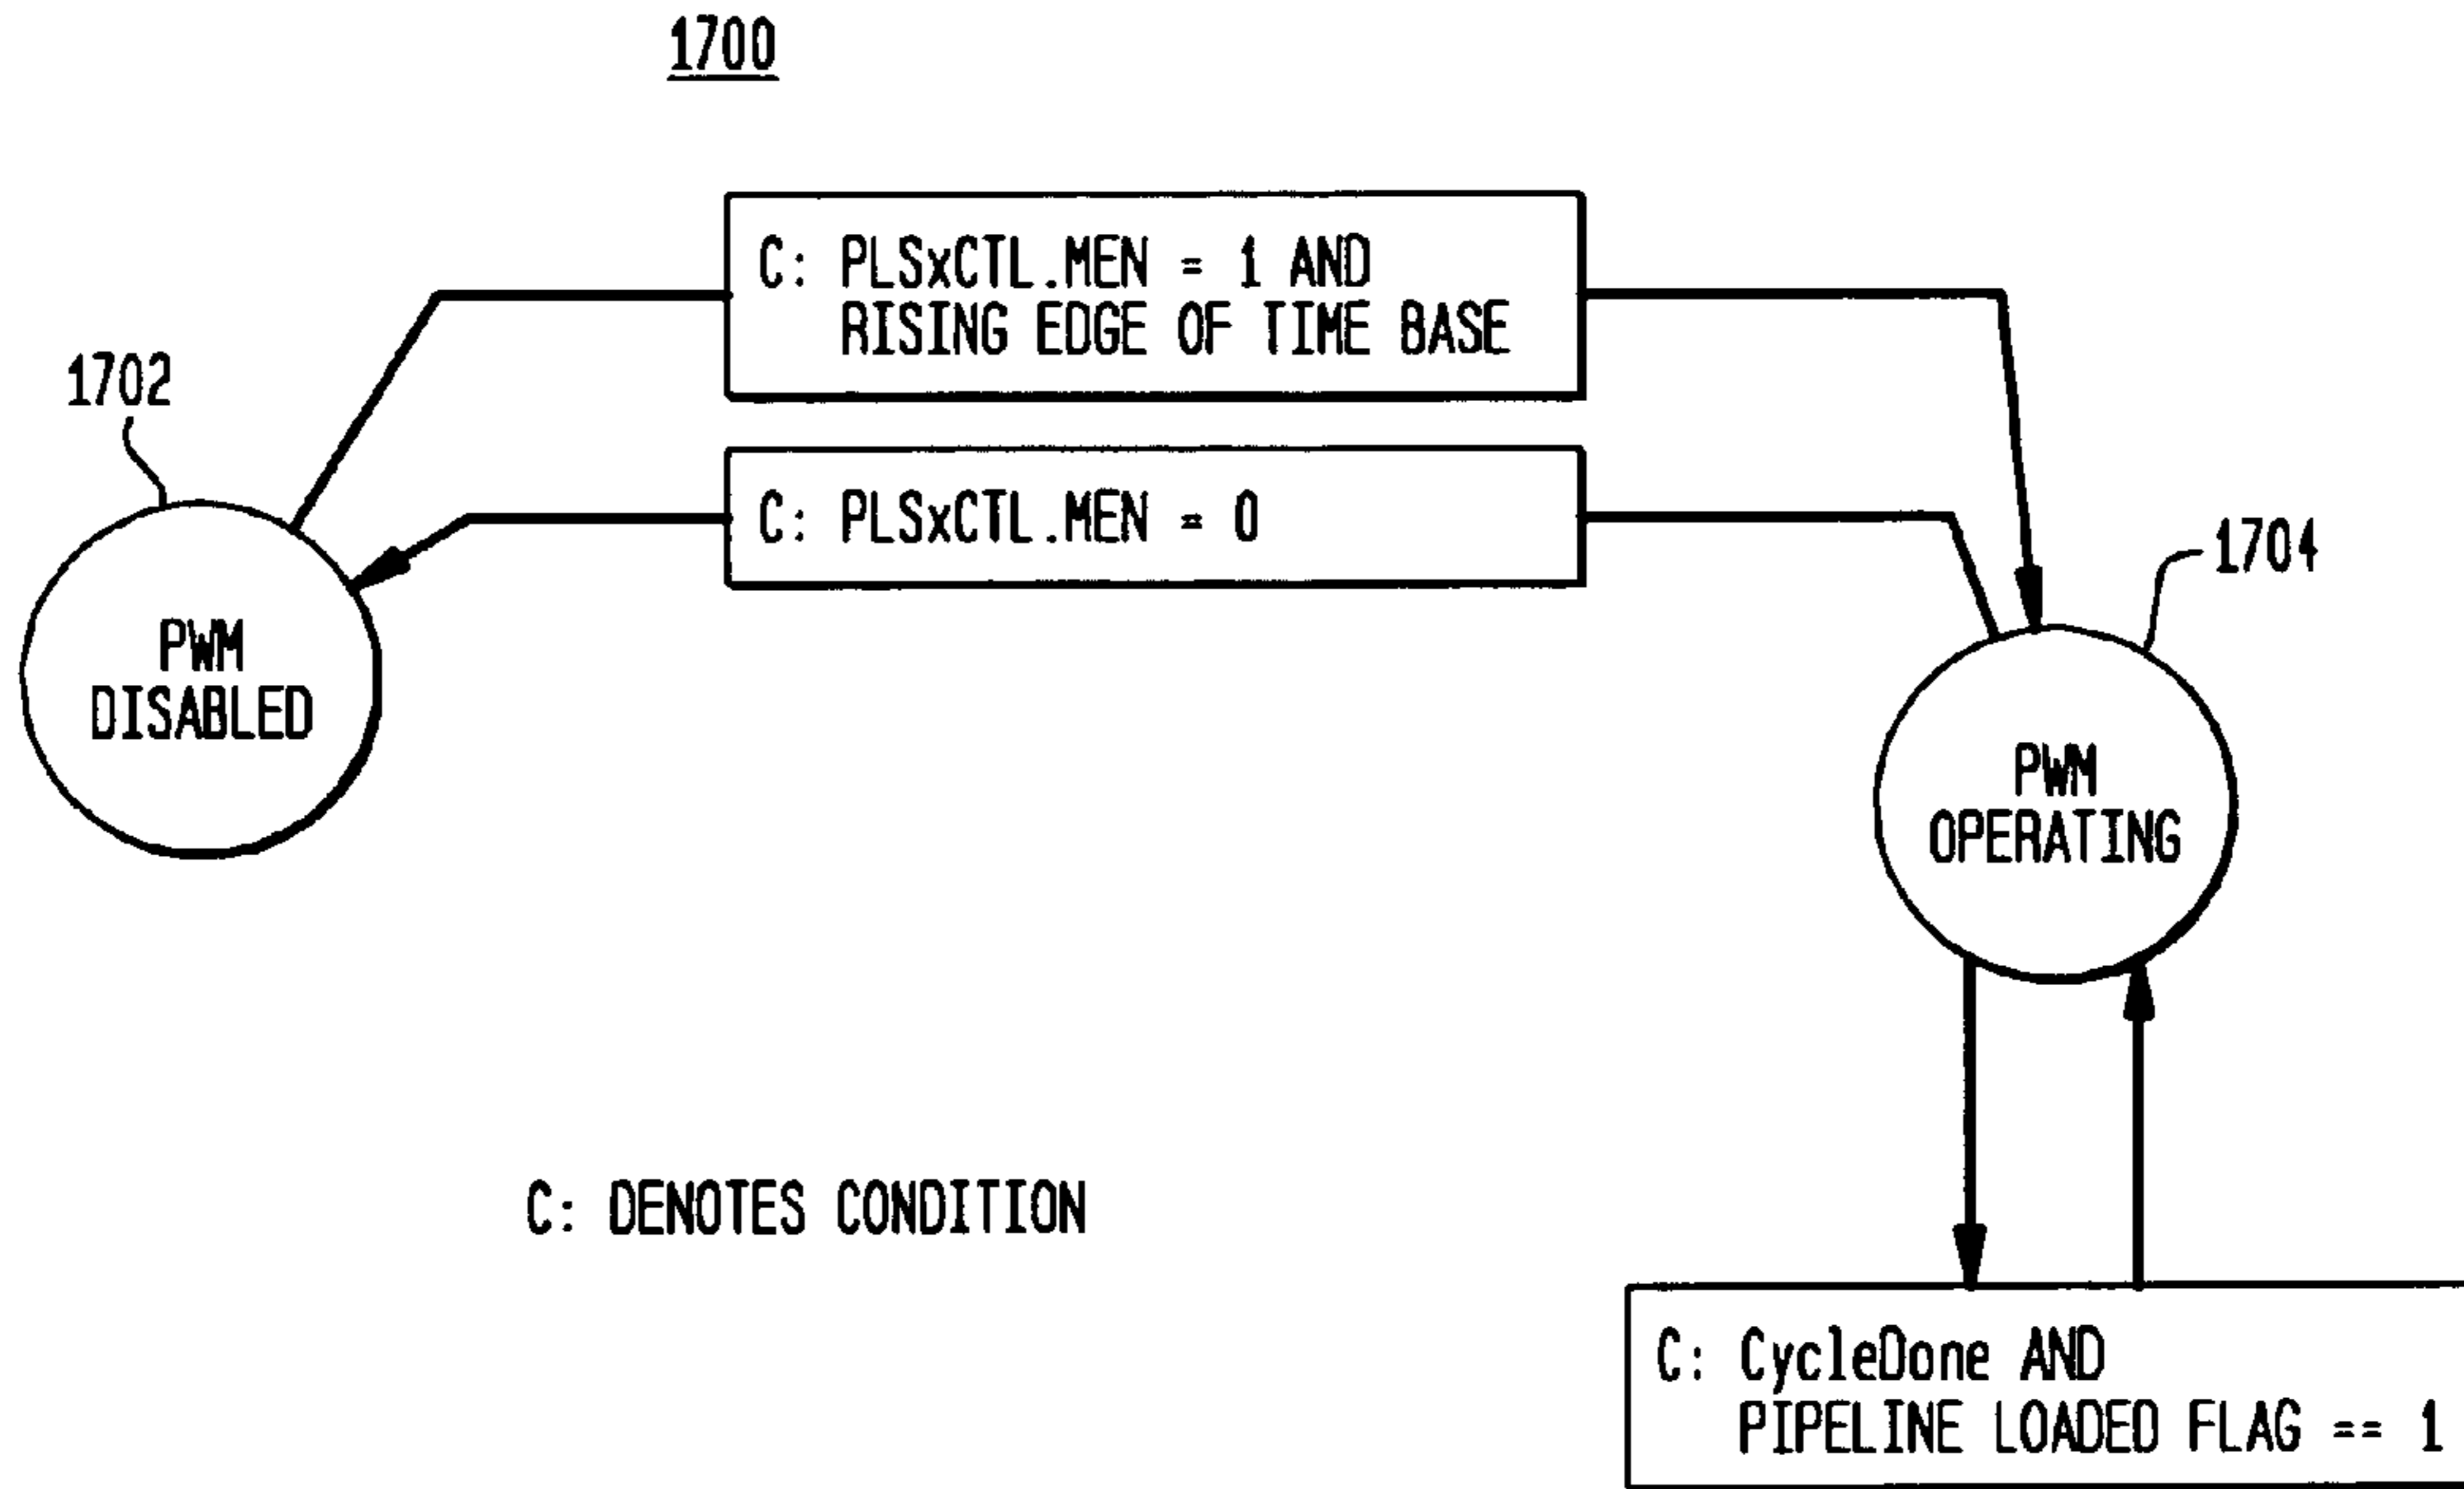 1700
C: PLSxCTL.MEN = 1 AND
RISING EDGE OF TIME BASE
1702
C: PLSxCTL.MEN = 0
1704
PWM
DISABLED
PWM
OPERATING
C: DENOTES CONDITION
C: CycleDone AND
PIPELINE LOADED FLAG == 1